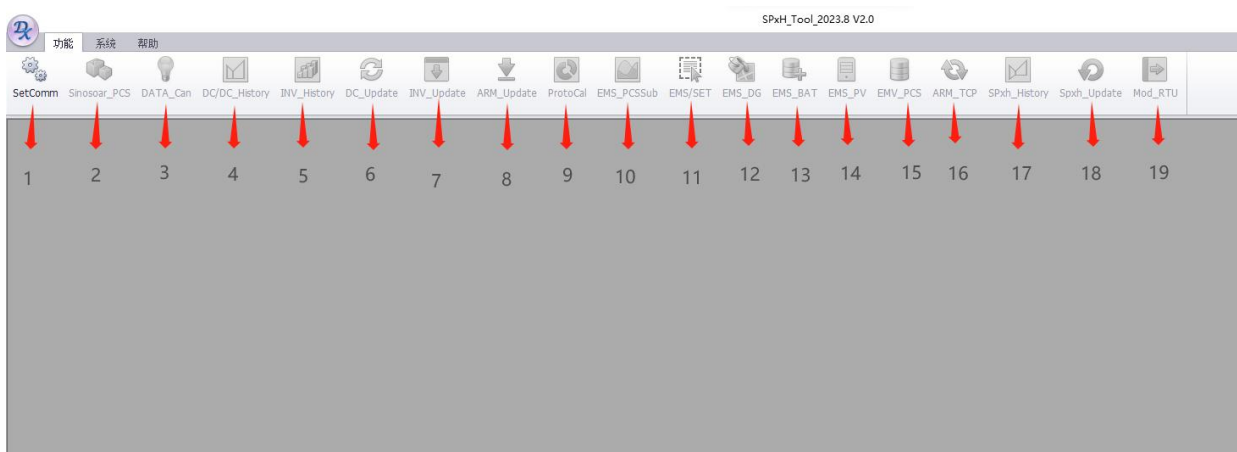 SPxH_Tool_2023.8 V2.0
DX
功能 系统 帮助
SetComm Sinosoar_PCS DATA_Can DC/DC_History INV_History DC_Update INV_Update ARM_Update ProtoCal EMS_PCSSub EMS/SET EMS_DG EMS_BAT EMS_PV EMV_PCS ARM_TCP SPxh_History Spxh_Update Mod_RTU
1 2 3 4 5 6 7 8 9 10 11 12 13 14 15 16 17 18 19